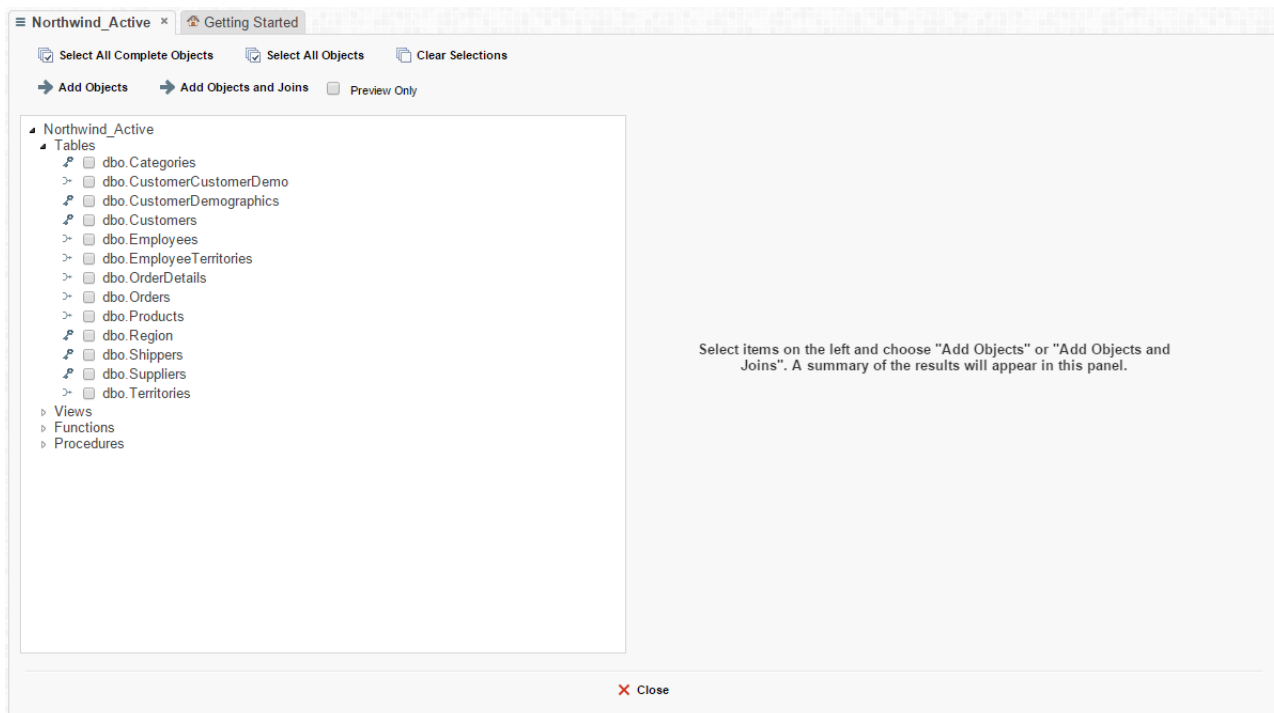 Northwind_Active
Getting Started
Select All Complete Objects
Select All Objects
Clear Selections
Add Objects
Add Objects and Joins
Preview Only
Northwind_Active
Tables
dbo.Categories
dbo.CustomerCustomerDemo
dbo.CustomerDemographics
dbo.Customers
dbo.Employees
dbo.EmployeeTerritories
dbo.OrderDetails
dbo.Orders
dbo.Products
dbo.Region
dbo.Shippers
dbo.Suppliers
dbo.Territories
Views
Functions
Procedures
Select items on the left and choose "Add Objects" or "Add Objects and
Joins". A summary of the results will appear in this panel.
Close